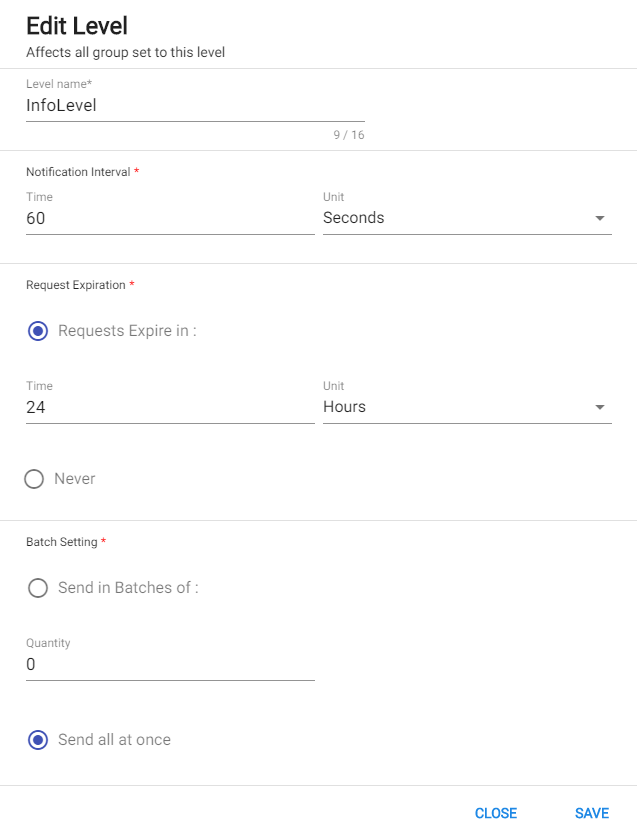 Edit Level
Affects all group set to this level
Level name*
InfoLevel
9 / 16
Notification Interval *
Time Unit
60 Seconds
Request Expiration *
Requests Expire in :
Time Unit
24 Hours
Never
Batch Setting *
Send in Batches of :
Quantity
0
Send all at once
CLOSE SAVE